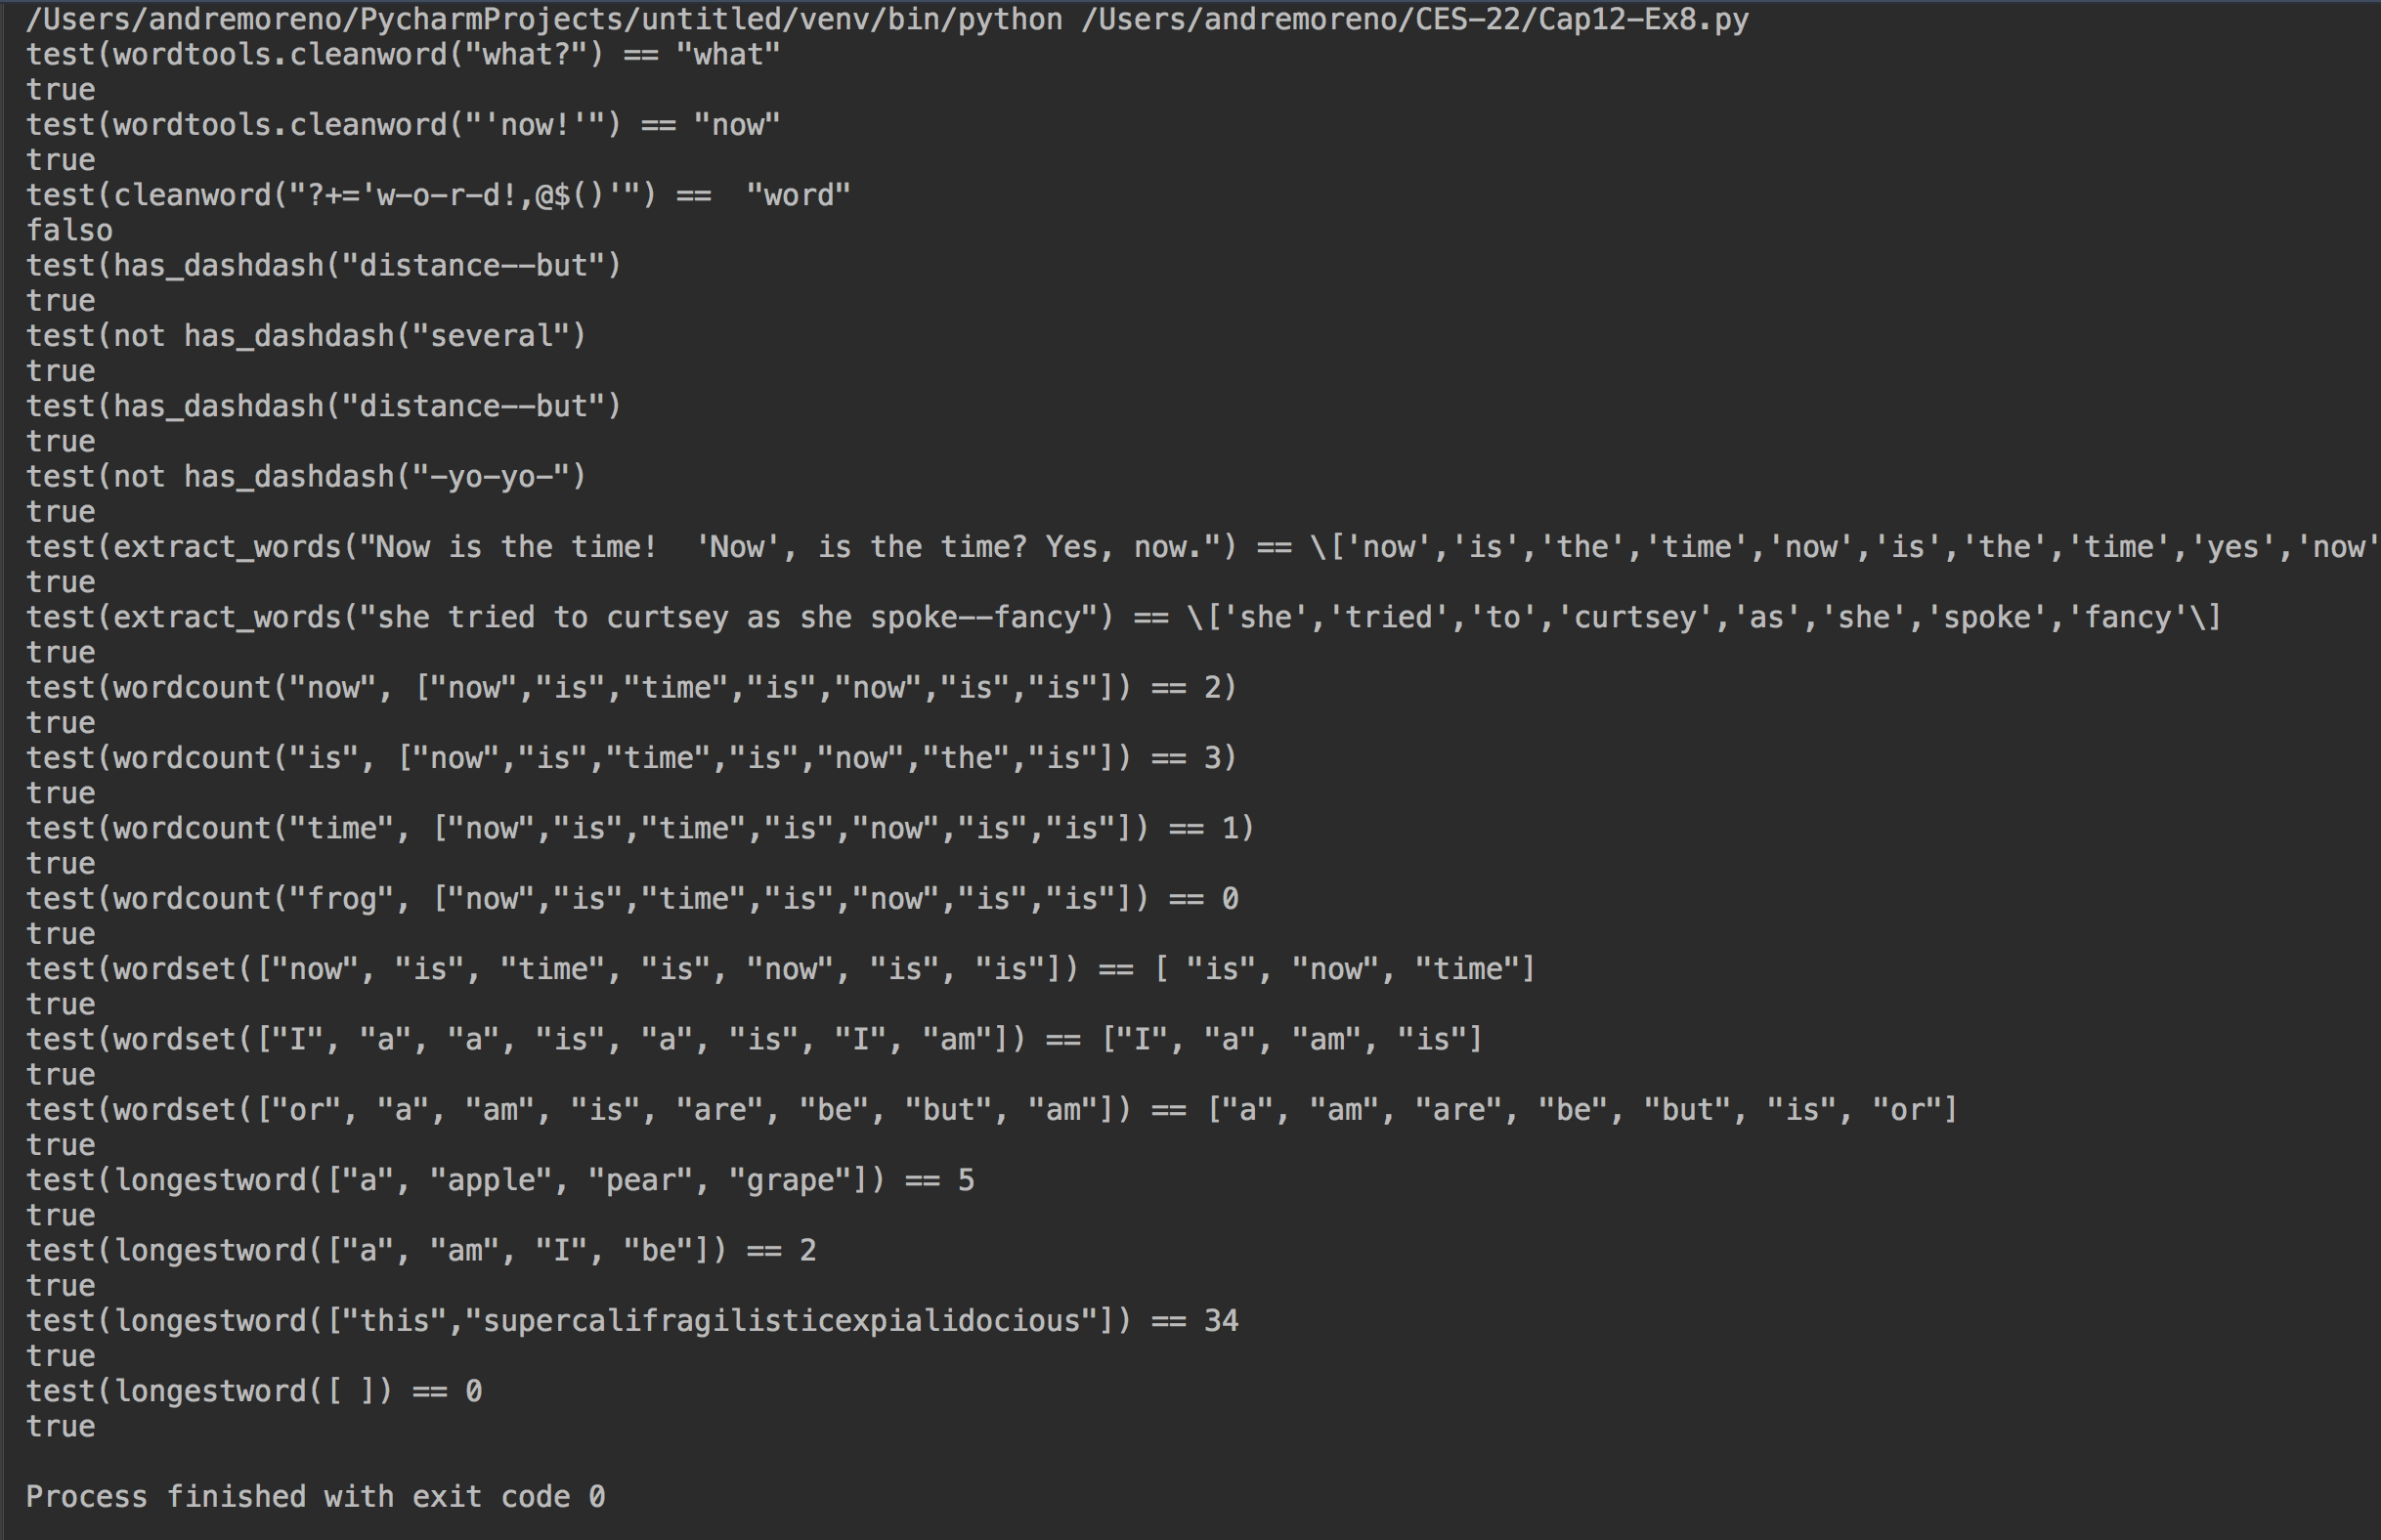 /Users/andremoreno/PycharmProjects/untitled/venv/bin/python /Users/andremoreno/CES-22/Cap12-Ex8.py
test(wordtools.cleanword("what?") == "what"
true
test(wordtools.cleanword("'now!'") == "now"
true
test(cleanword("?+='w-o-r-d!,@$()'") ==  "word"
falso
test(has_dashdash("distance--but")
true
test(not has_dashdash("several")
true
test(has_dashdash("distance--but")
true
test(not has_dashdash("-yo-yo-")
true
test(extract_words("Now is the time!  'Now', is the time? Yes, now.") == \['now','is','the','time','now','is','the','time','yes','now'
true
test(extract_words("she tried to curtsey as she spoke--fancy") == \['she','tried','to','curtsey','as','she','spoke','fancy'\]
true
test(wordcount("now", ["now","is","time","is","now","is","is"]) == 2)
true
test(wordcount("is", ["now","is","time","is","now","the","is"]) == 3)
true
test(wordcount("time", ["now","is","time","is","now","is","is"]) == 1)
true
test(wordcount("frog", ["now","is","time","is","now","is","is"]) == 0
true
test(wordset(["now", "is", "time", "is", "now", "is", "is"]) == [ "is", "now", "time"]
true
test(wordset(["I", "a", "a", "is", "a", "is", "I", "am"]) == ["I", "a", "am", "is"]
true
test(wordset(["or", "a", "am", "is", "are", "be", "but", "am"]) == ["a", "am", "are", "be", "but", "is", "or"]
true
test(longestword(["a", "apple", "pear", "grape"]) == 5
true
test(longestword(["a", "am", "I", "be"]) == 2
true
test(longestword(["this","supercalifragilisticexpialidocious"]) == 34
true
test(longestword([ ]) == 0
true
Process finished with exit code 0